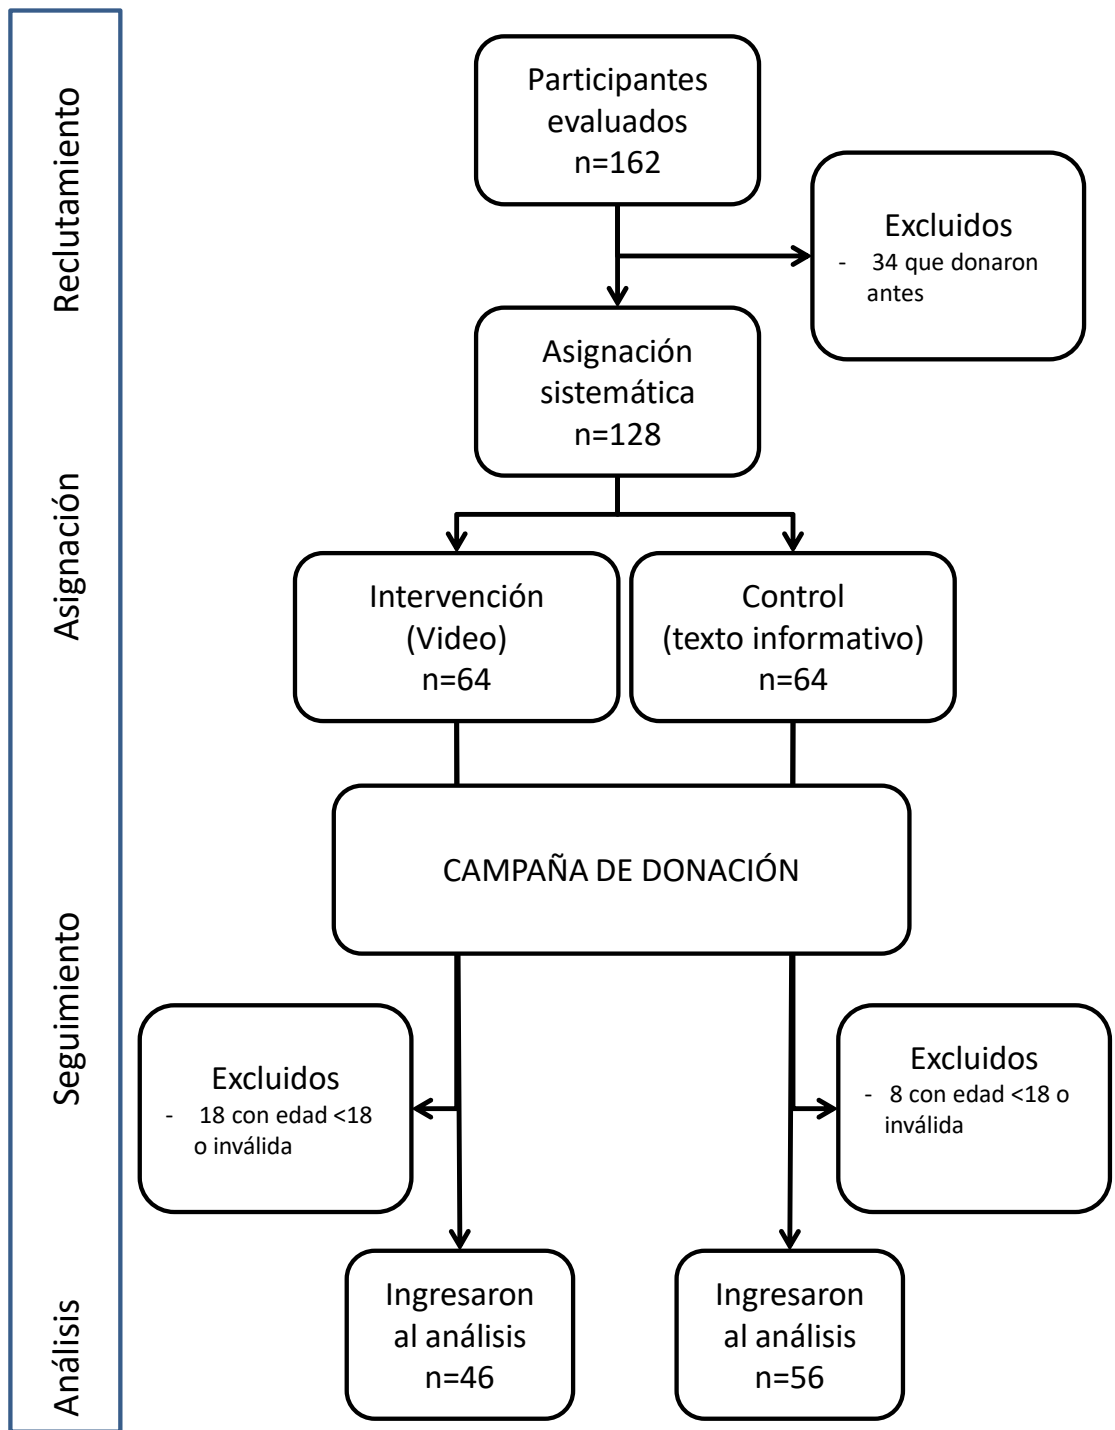 Reclutamiento
Participantes
evaluados
n=162
Excluidos
- 34 que donaron
antes
Asignación
sistemática
n=128
Asignación
Intervención
(Video)
n=64
Control
(texto informativo)
n=64
CAMPAÑA DE DONACIÓN
Seguimiento
Excluidos
- 18 con edad <18
o inválida
Excluidos
- 8 con edad <18 o
inválida
Análisis
Ingresaron
al análisis
n=46
Ingresaron
al análisis
n=56